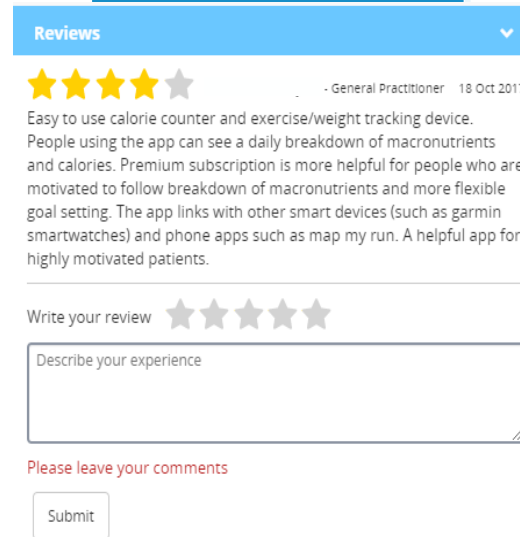 Reviews
- General Practitioner 18 Oct 2017
Easy to use calorie counter and exercise/weight tracking device.
People using the app can see a daily breakdown of macronutrients
and calories. Premium subscription is more helpful for people who are
motivated to follow breakdown of macronutrients and more flexible
goal setting. The app links with other smart devices (such as garmin
smartwatches) and phone apps such as map my run. A helpful app for
highly motivated patients.
Write your review
Describe your experience
Please leave your comments
Submit